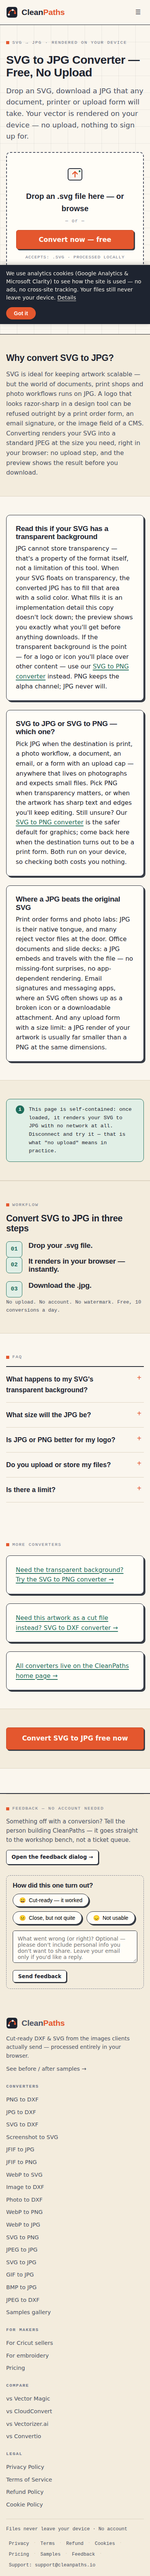 CleanPaths
SVG → JPG · RENDERED ON YOUR DEVICE
SVG to JPG Converter —
Free, No Upload
Drop an SVG, download a JPG that any
document, printer or upload form will
take. Your vector is rendered on your
device — no upload, nothing to sign up
for.
Drop an .svg file here — or
browse
— or —
Convert now — free
ACCEPTS: .SVG · PROCESSED LOCALLY
We use analytics cookies (Google Analytics &
Microsoft Clarity) to see how the site is used — no
ads, no cross-site tracking. Your files still never
leave your device. Details
Got it
Why convert SVG to JPG?
SVG is ideal for keeping artwork scalable —
but the world of documents, print shops and
photo workflows runs on JPG. A logo that
looks razor-sharp in a design tool can be
refused outright by a print order form, an
email signature, or the image field of a CMS.
Converting renders your SVG into a
standard JPEG at the size you need, right in
your browser: no upload step, and the
preview shows the result before you
download.
Read this if your SVG has a
transparent background
JPG cannot store transparency —
that's a property of the format itself,
not a limitation of this tool. When
your SVG floats on transparency, the
converted JPG has to fill that area
with a solid color. What fill is an
implementation detail this copy
doesn't lock down; the preview shows
you exactly what you'll get before
anything downloads. If the
transparent background is the point
— for a logo or icon you'll place over
other content — use our SVG to PNG
converter instead. PNG keeps the
alpha channel; JPG never will.
SVG to JPG or SVG to PNG —
which one?
Pick JPG when the destination is print,
a photo workflow, a document, an
email, or a form with an upload cap —
anywhere that lives on photographs
and expects small files. Pick PNG
when transparency matters, or when
the artwork has sharp text and edges
you'll keep editing. Still unsure? Our
SVG to PNG converter is the safer
default for graphics; come back here
when the destination turns out to be a
print form. Both run on your device,
so checking both costs you nothing.
Where a JPG beats the original
SVG
Print order forms and photo labs: JPG
is their native tongue, and many
reject vector files at the door. Office
documents and slide decks: a JPG
embeds and travels with the file — no
missing-font surprises, no app-
dependent rendering. Email
signatures and messaging apps,
where an SVG often shows up as a
broken icon or a downloadable
attachment. And any upload form
with a size limit: a JPG render of your
artwork is usually far smaller than a
PNG at the same dimensions.
This page is self-contained: once
loaded, it renders your SVG to
JPG with no network at all.
Disconnect and try it — that is
what "no upload" means in
practice.
WORKFLOW
Convert SVG to JPG in three
steps
01
Drop your .svg file.
02
It renders in your browser —
instantly.
03
Download the .jpg.
No upload. No account. No watermark. Free, 10
conversions a day.
FAQ
What happens to my SVG's
transparent background? +
What size will the JPG be? +
Is JPG or PNG better for my logo? +
Do you upload or store my files? +
Is there a limit? +
MORE CONVERTERS
Need the transparent background?
Try the SVG to PNG converter →
Need this artwork as a cut file
instead? SVG to DXF converter →
All converters live on the CleanPaths
home page →
Convert SVG to JPG free now
FEEDBACK — NO ACCOUNT NEEDED
Something off with a conversion? Tell the
person building CleanPaths — it goes straight
to the workshop bench, not a ticket queue.
Open the feedback dialog →
How did this one turn out?
😀 Cut-ready — it worked
😐 Close, but not quite
😞 Not usable
What went wrong (or right)? Optional —
please don't include personal info you
don't want to share. Leave your email
only if you'd like a reply.
Send feedback
CleanPaths
Cut-ready DXF & SVG from the images clients
actually send — processed entirely in your
browser.
See before / after samples →
CONVERTERS
PNG to DXF
JPG to DXF
SVG to DXF
Screenshot to SVG
JFIF to JPG
JFIF to PNG
WebP to SVG
Image to DXF
Photo to DXF
WebP to PNG
WebP to JPG
SVG to PNG
JPEG to JPG
SVG to JPG
GIF to JPG
BMP to JPG
JPEG to DXF
Samples gallery
FOR MAKERS
For Cricut sellers
For embroidery
Pricing
COMPARE
vs Vector Magic
vs CloudConvert
vs Vectorizer.ai
vs Convertio
LEGAL
Privacy Policy
Terms of Service
Refund Policy
Cookie Policy
Files never leave your device · No account
Privacy Terms Refund Cookies
Pricing Samples Feedback
Support: support@cleanpaths.io